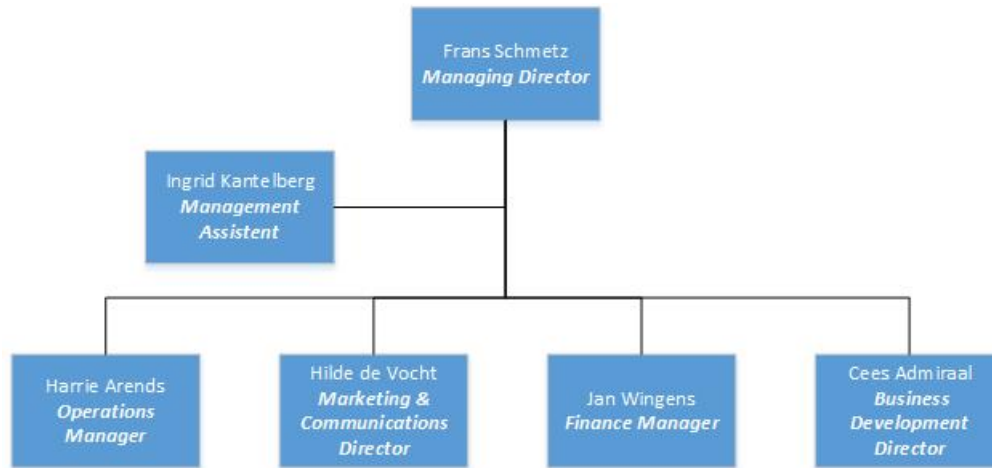 Frans Schmetz
Managing Director
Ingrid Kantelberg
Management
Assistent
Harrie Arends
Operations
Manager
Hilde de Vocht
Marketing &
Communications
Director
Jan Wingens
Finance Manager
Cees Admiraal
Business
Development
Director